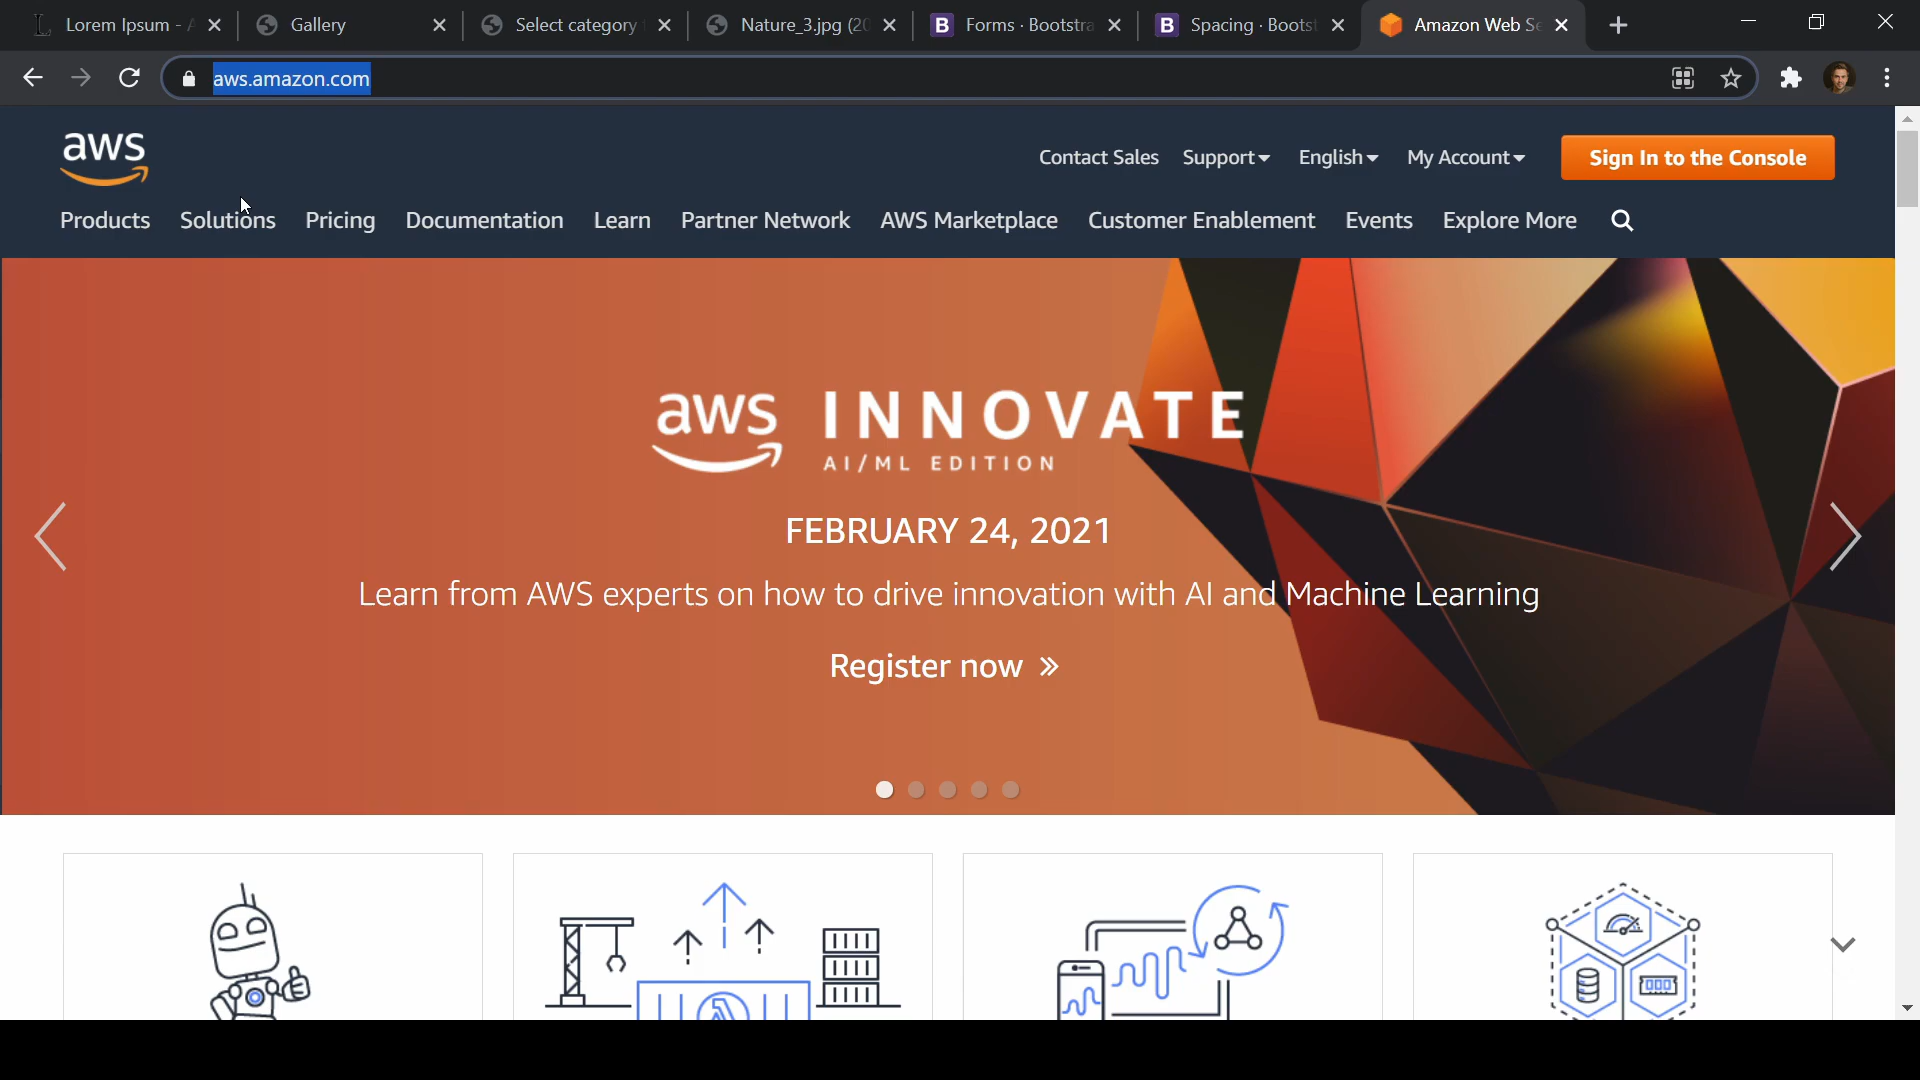 Lorem Ipsum - A
Gallery
Select category
Nature_3.jpg (20
Forms · Bootstra
Spacing · Boots
Amazon Web Se
aws.amazon.com
aws
Contact Sales
Support
English
My Account
Sign In to the Console
Products
Solutions
Pricing
Documentation
Learn
Partner Network
AWS Marketplace
Customer Enablement
Events
Explore More
aws INNOVATE
AI/ML EDITION
FEBRUARY 24, 2021
Learn from AWS experts on how to drive innovation with AI and Machine Learning
Register now »